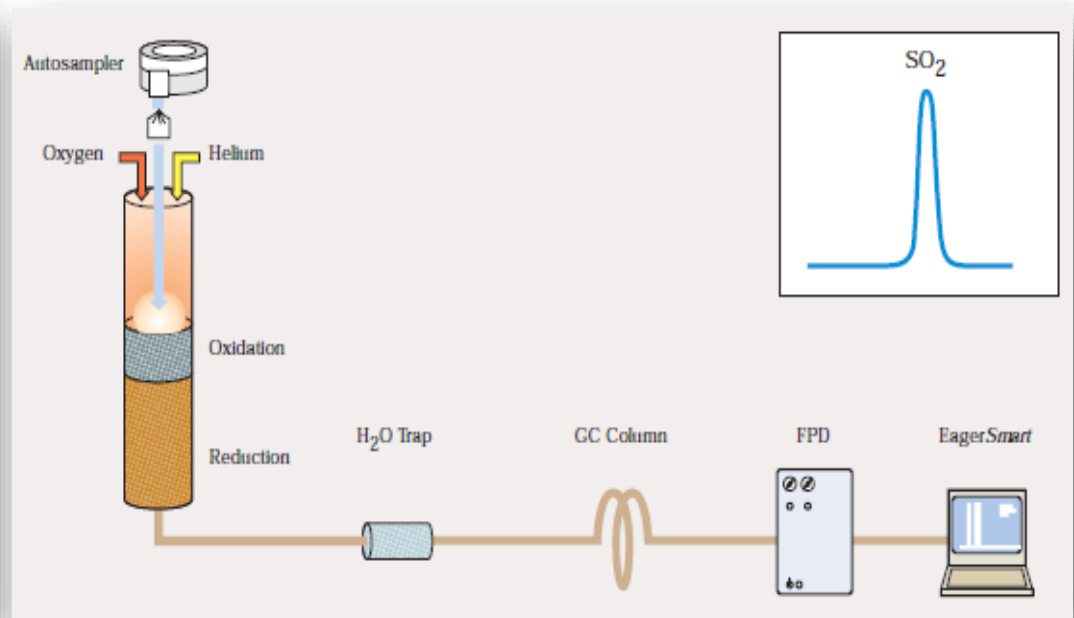 Autosampler
Oxygen
Helium
SO₂
Oxidation
Reduction
H₂O Trap
GC Column
FPD
EagerSmart